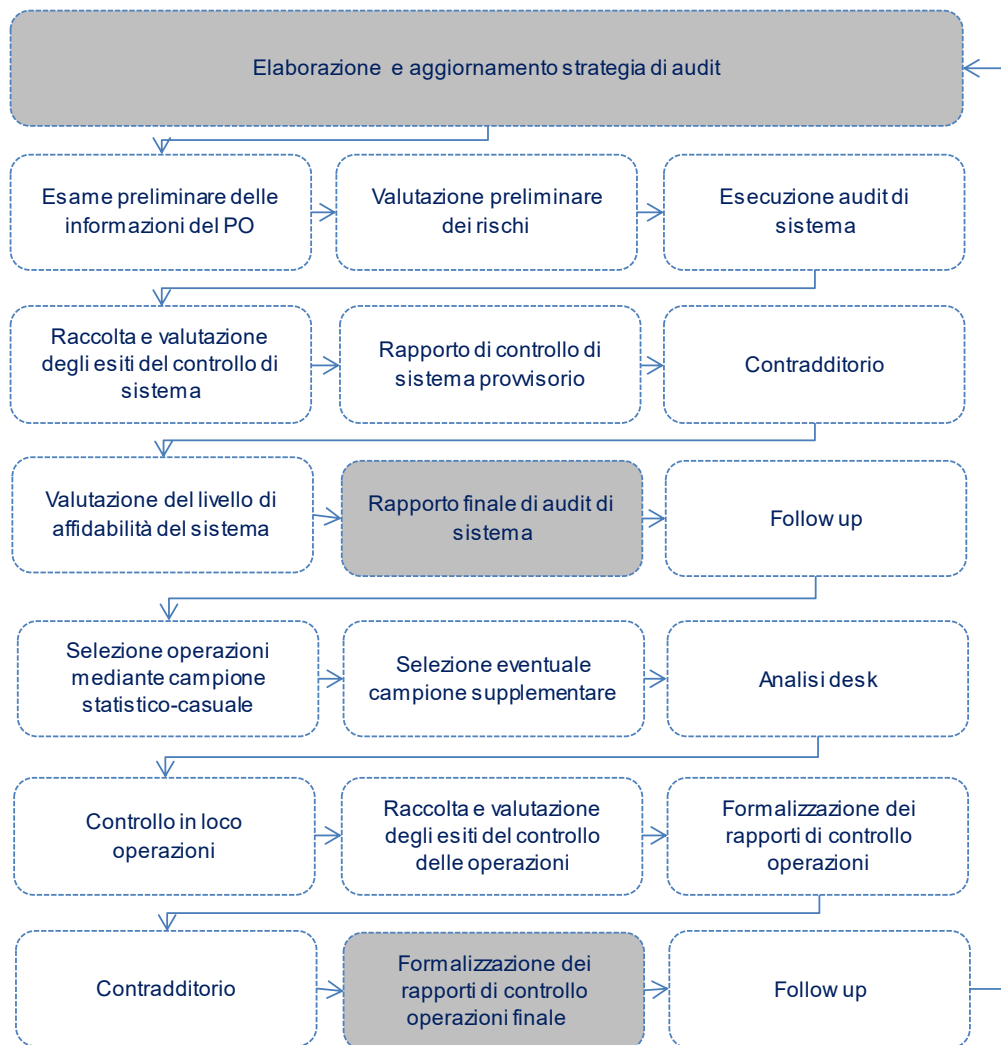 Elaborazione e aggiornamento strategia di audit
Esame preliminare delle
informazioni del PO
Valutazione preliminare
dei rischi
Esecuzione audit di
sistema
Raccolta e valutazione
degli esiti del controllo di
sistema
Rapporto di controllo di
sistema provvisorio
Contradditorio
Valutazione del livello di
affidabilità del sistema
Rapporto finale di audit di
sistema
Follow up
Selezione operazioni
mediante campione
statistico-casuale
Selezione eventuale
campione supplementare
Analisi desk
Controllo in loco
operazioni
Raccolta e valutazione
degli esiti del controllo
delle operazioni
Formalizzazione dei
rapporti di controllo
operazioni
Contradditorio
Formalizzazione dei
rapporti di controllo
operazioni finale
Follow up